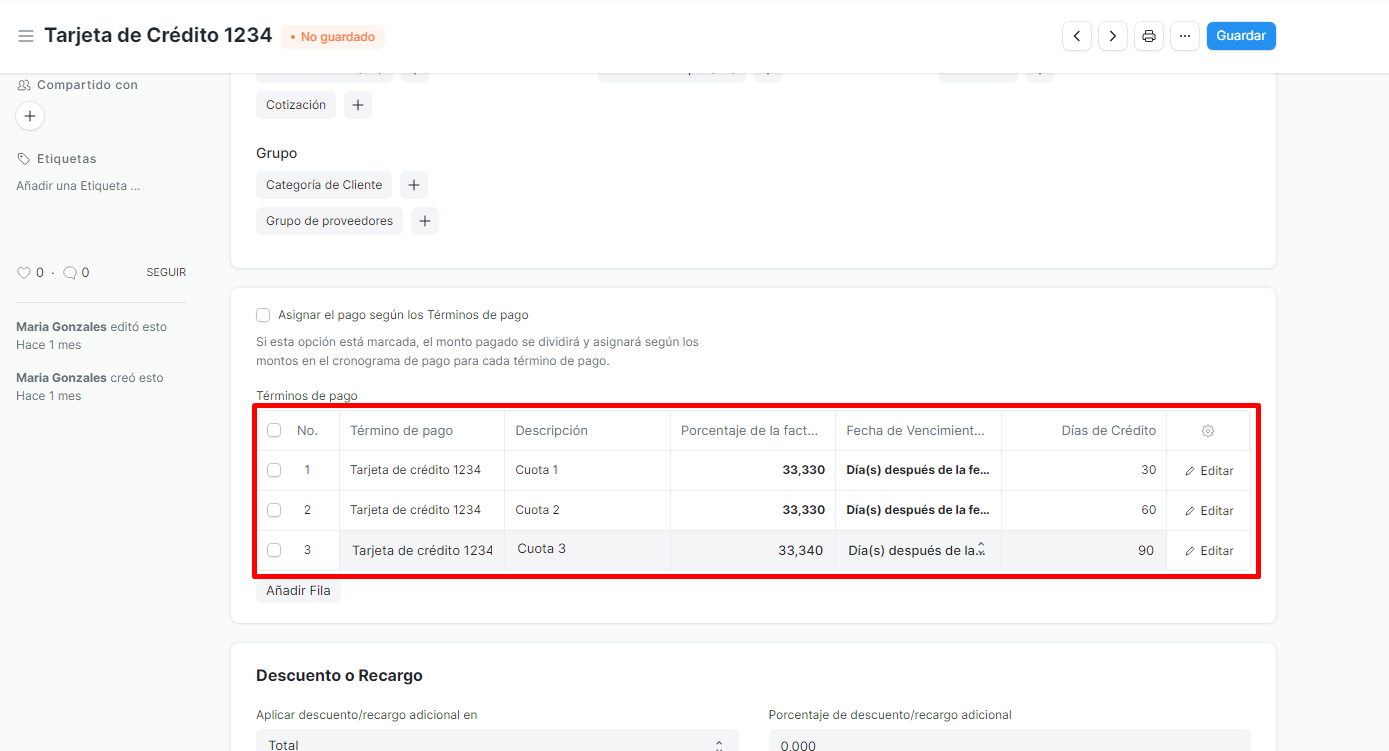 Tarjeta de Crédito 1234 • No guardado
Guardar
Compartido con
Etiquetas
Añadir una Etiqueta ...
0 · 0 SEGUIR
Maria Gonzales editó esto
Hace 1 mes
Maria Gonzales creó esto
Hace 1 mes
Cotización
Grupo
Categoría de Cliente
Grupo de proveedores
Asignar el pago según los Términos de pago
Si esta opción está marcada, el monto pagado se dividirá y asignará según los
montos en el cronograma de pago para cada término de pago.
Términos de pago
No. Término de pago Descripción Porcentaje de la fact... Fecha de Vencimient... Días de Crédito
1 Tarjeta de crédito 1234 Cuota 1 33,330 Día(s) después de la fe... 30 Editar
2 Tarjeta de crédito 1234 Cuota 2 33,330 Día(s) después de la fe... 60 Editar
3 Tarjeta de crédito 1234 Cuota 3 33,340 Día(s) después de la... 90 Editar
Añadir Fila
Descuento o Recargo
Aplicar descuento/recargo adicional en
Total
Porcentaje de descuento/recargo adicional
0,000